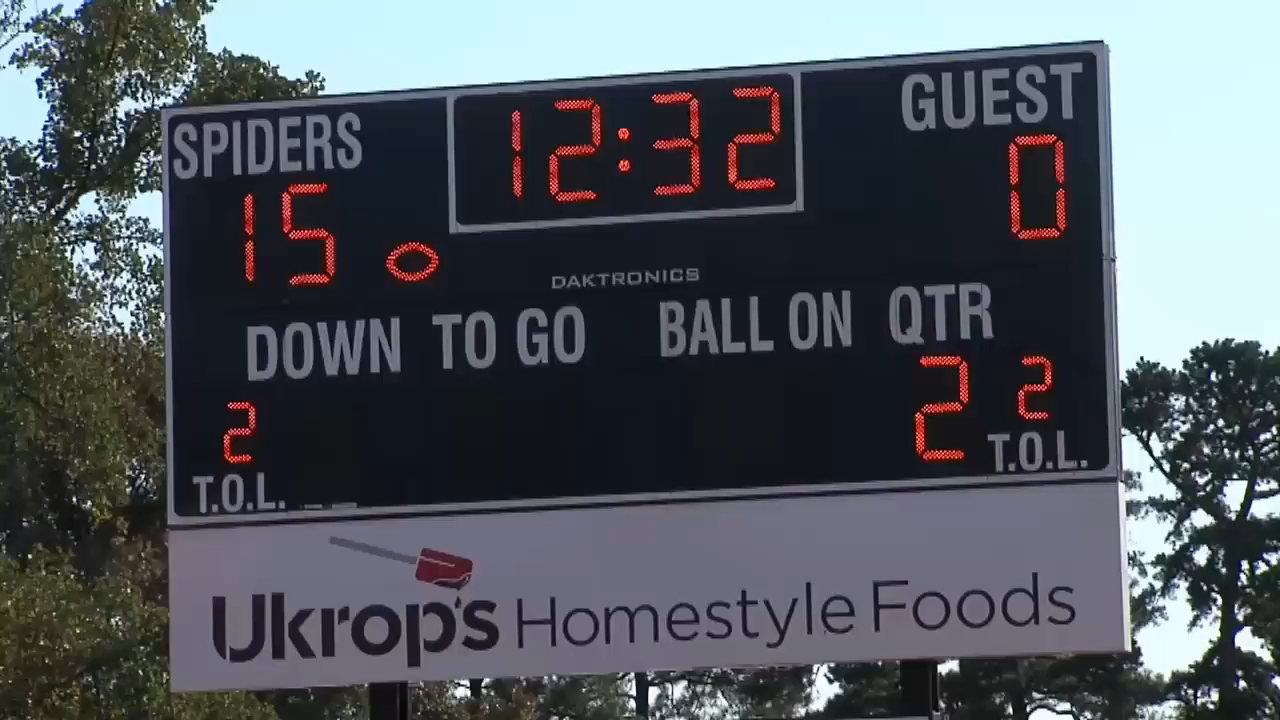 SPIDERS 12:32 GUEST
15 0
DAKTRONICS
DOWN TO GO BALL ON QTR
2 2 2
T.O.L. T.O.L.
Ukrop's Homestyle Foods